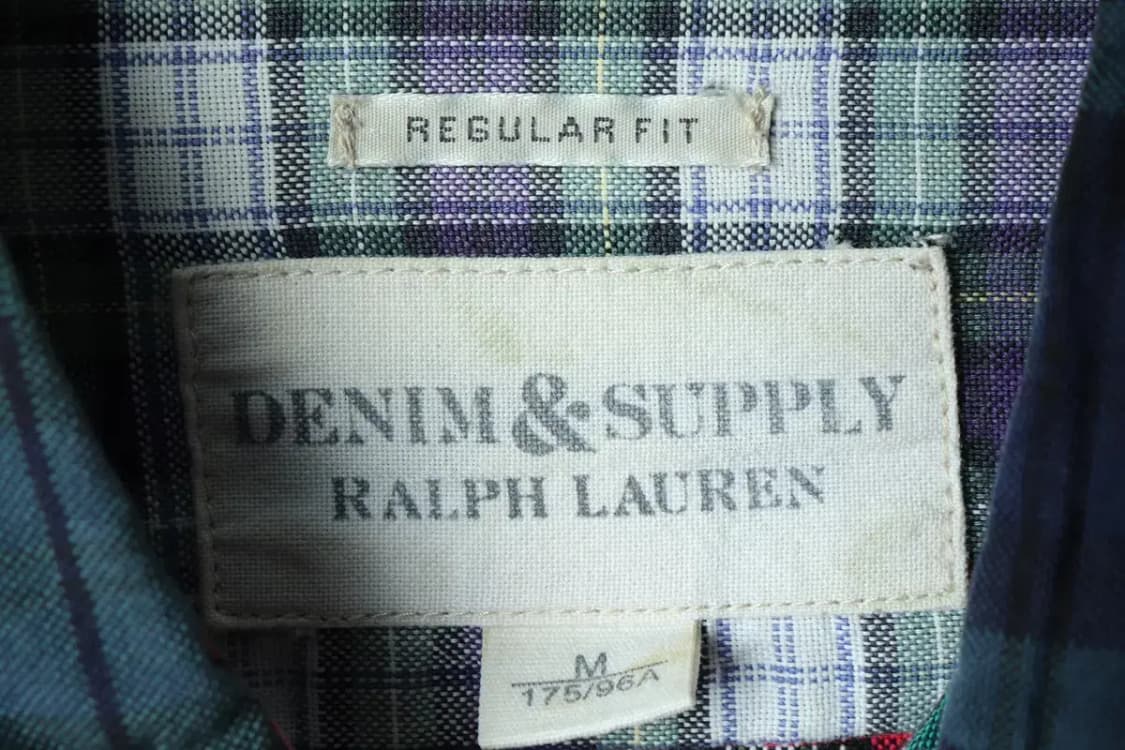 REGULAR FIT
DENIM & SUPPLY
RALPH LAUREN
M
175/96A